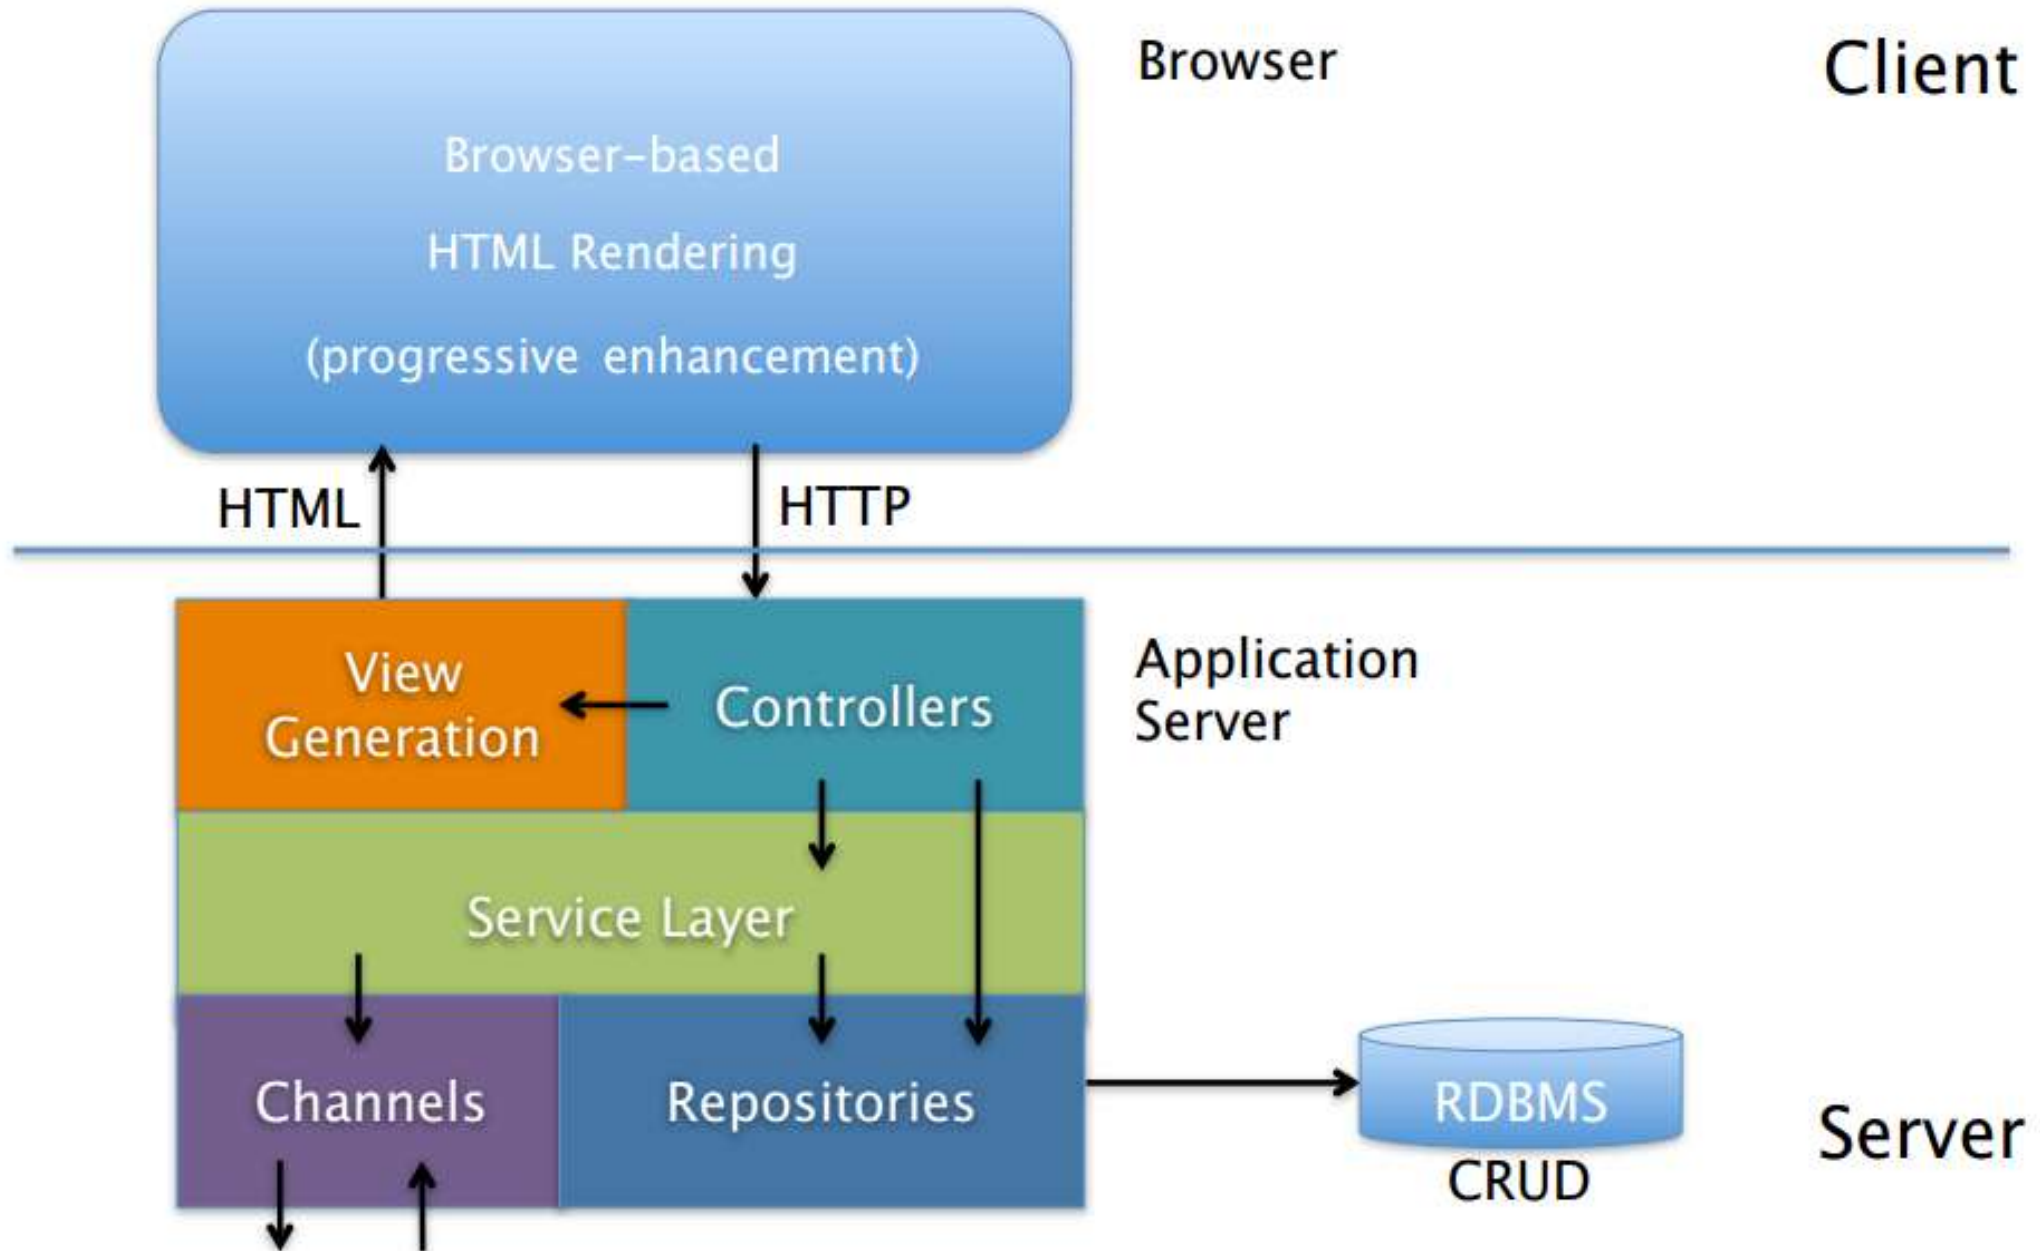 Browser
Client
Browser-based
HTML Rendering
(progressive enhancement)
HTML
HTTP
View
Generation
Controllers
Application
Server
Service Layer
Channels
Repositories
RDBMS
CRUD
Server